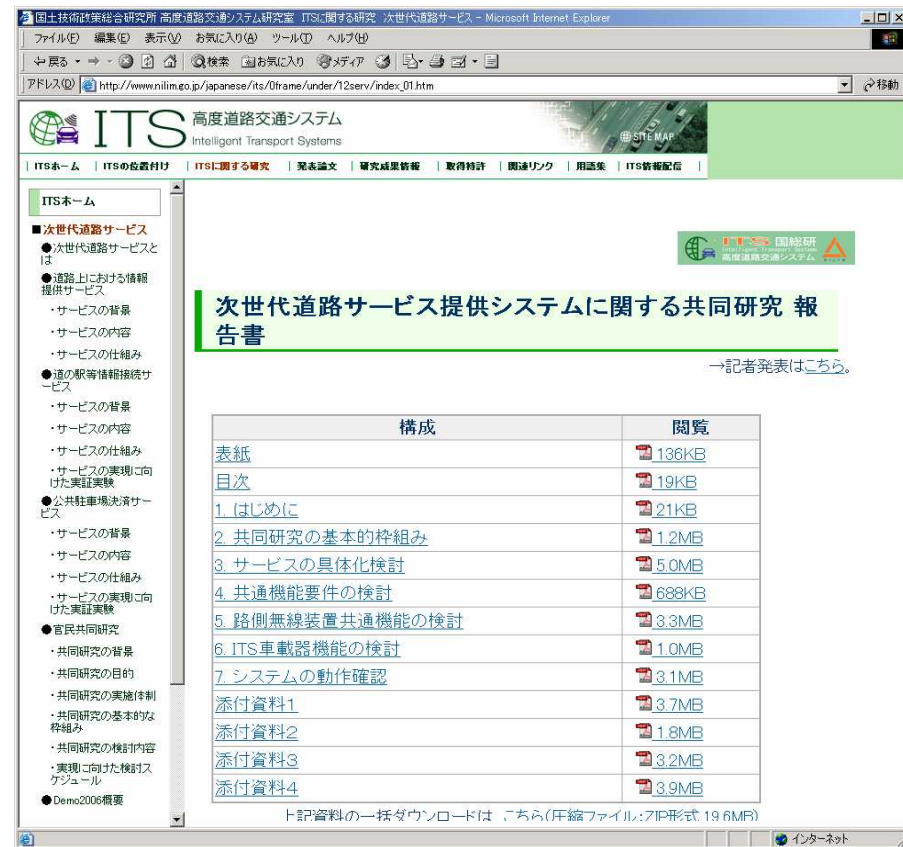 国土技術政策総合研究所 高度道路交通システム研究室 ITSに関する研究 次世代道路サービス - Microsoft Internet Explorer
ファイル(F) 編集(E) 表示(V) お気に入り(A) ツール(T) ヘルプ(H)
戻る 検索 お気に入り メディア
アドレス(D) http://www.nilim.go.jp/japanese/its/0frame/under/12serv/index_01.htm 移動
ITS 高度道路交通システム
Intelligent Transport Systems
SITE MAP
ITSホーム | ITSの位置付け | ITSに関する研究 | 発表論文 | 研究成果情報 | 取得特許 | 関連リンク | 用語集 | ITS情報配信 |
ITSホーム
■次世代道路サービス
●次世代道路サービスと
は
●道路上における情報
提供サービス
・サービスの背景
・サービスの内容
・サービスの仕組み
●道の駅等情報接続サ
ービス
・サービスの背景
・サービスの内容
・サービスの仕組み
・サービスの実現に向
けた実証実験
●公共駐車場決済サー
ビス
・サービスの背景
・サービスの内容
・サービスの仕組み
・サービスの実現に向
けた実証実験
●官民共同研究
・共同研究の背景
・共同研究の目的
・共同研究の実施体制
・共同研究の基本的な
枠組み
・共同研究の検討内容
・実現に向けた検討ス
ケジュール
●Demo2006概要
ITS 国総研
Intelligent Transport Systems
高度道路交通システム
次世代道路サービス提供システムに関する共同研究 報
告書
→記者発表はこちら。
構成 閲覧
表紙 136KB
目次 19KB
1. はじめに 21KB
2. 共同研究の基本的枠組み 1.2MB
3. サービスの具体化検討 5.0MB
4. 共通機能要件の検討 688KB
5. 路側無線装置共通機能の検討 3.3MB
6. ITS車載器機能の検討 1.0MB
7. システムの動作確認 3.1MB
添付資料1 3.7MB
添付資料2 1.8MB
添付資料3 3.2MB
添付資料4 3.9MB
上記資料の一括ダウンロードは こちら(圧縮ファイル:ZIP形式 19.6MB)
インターネット